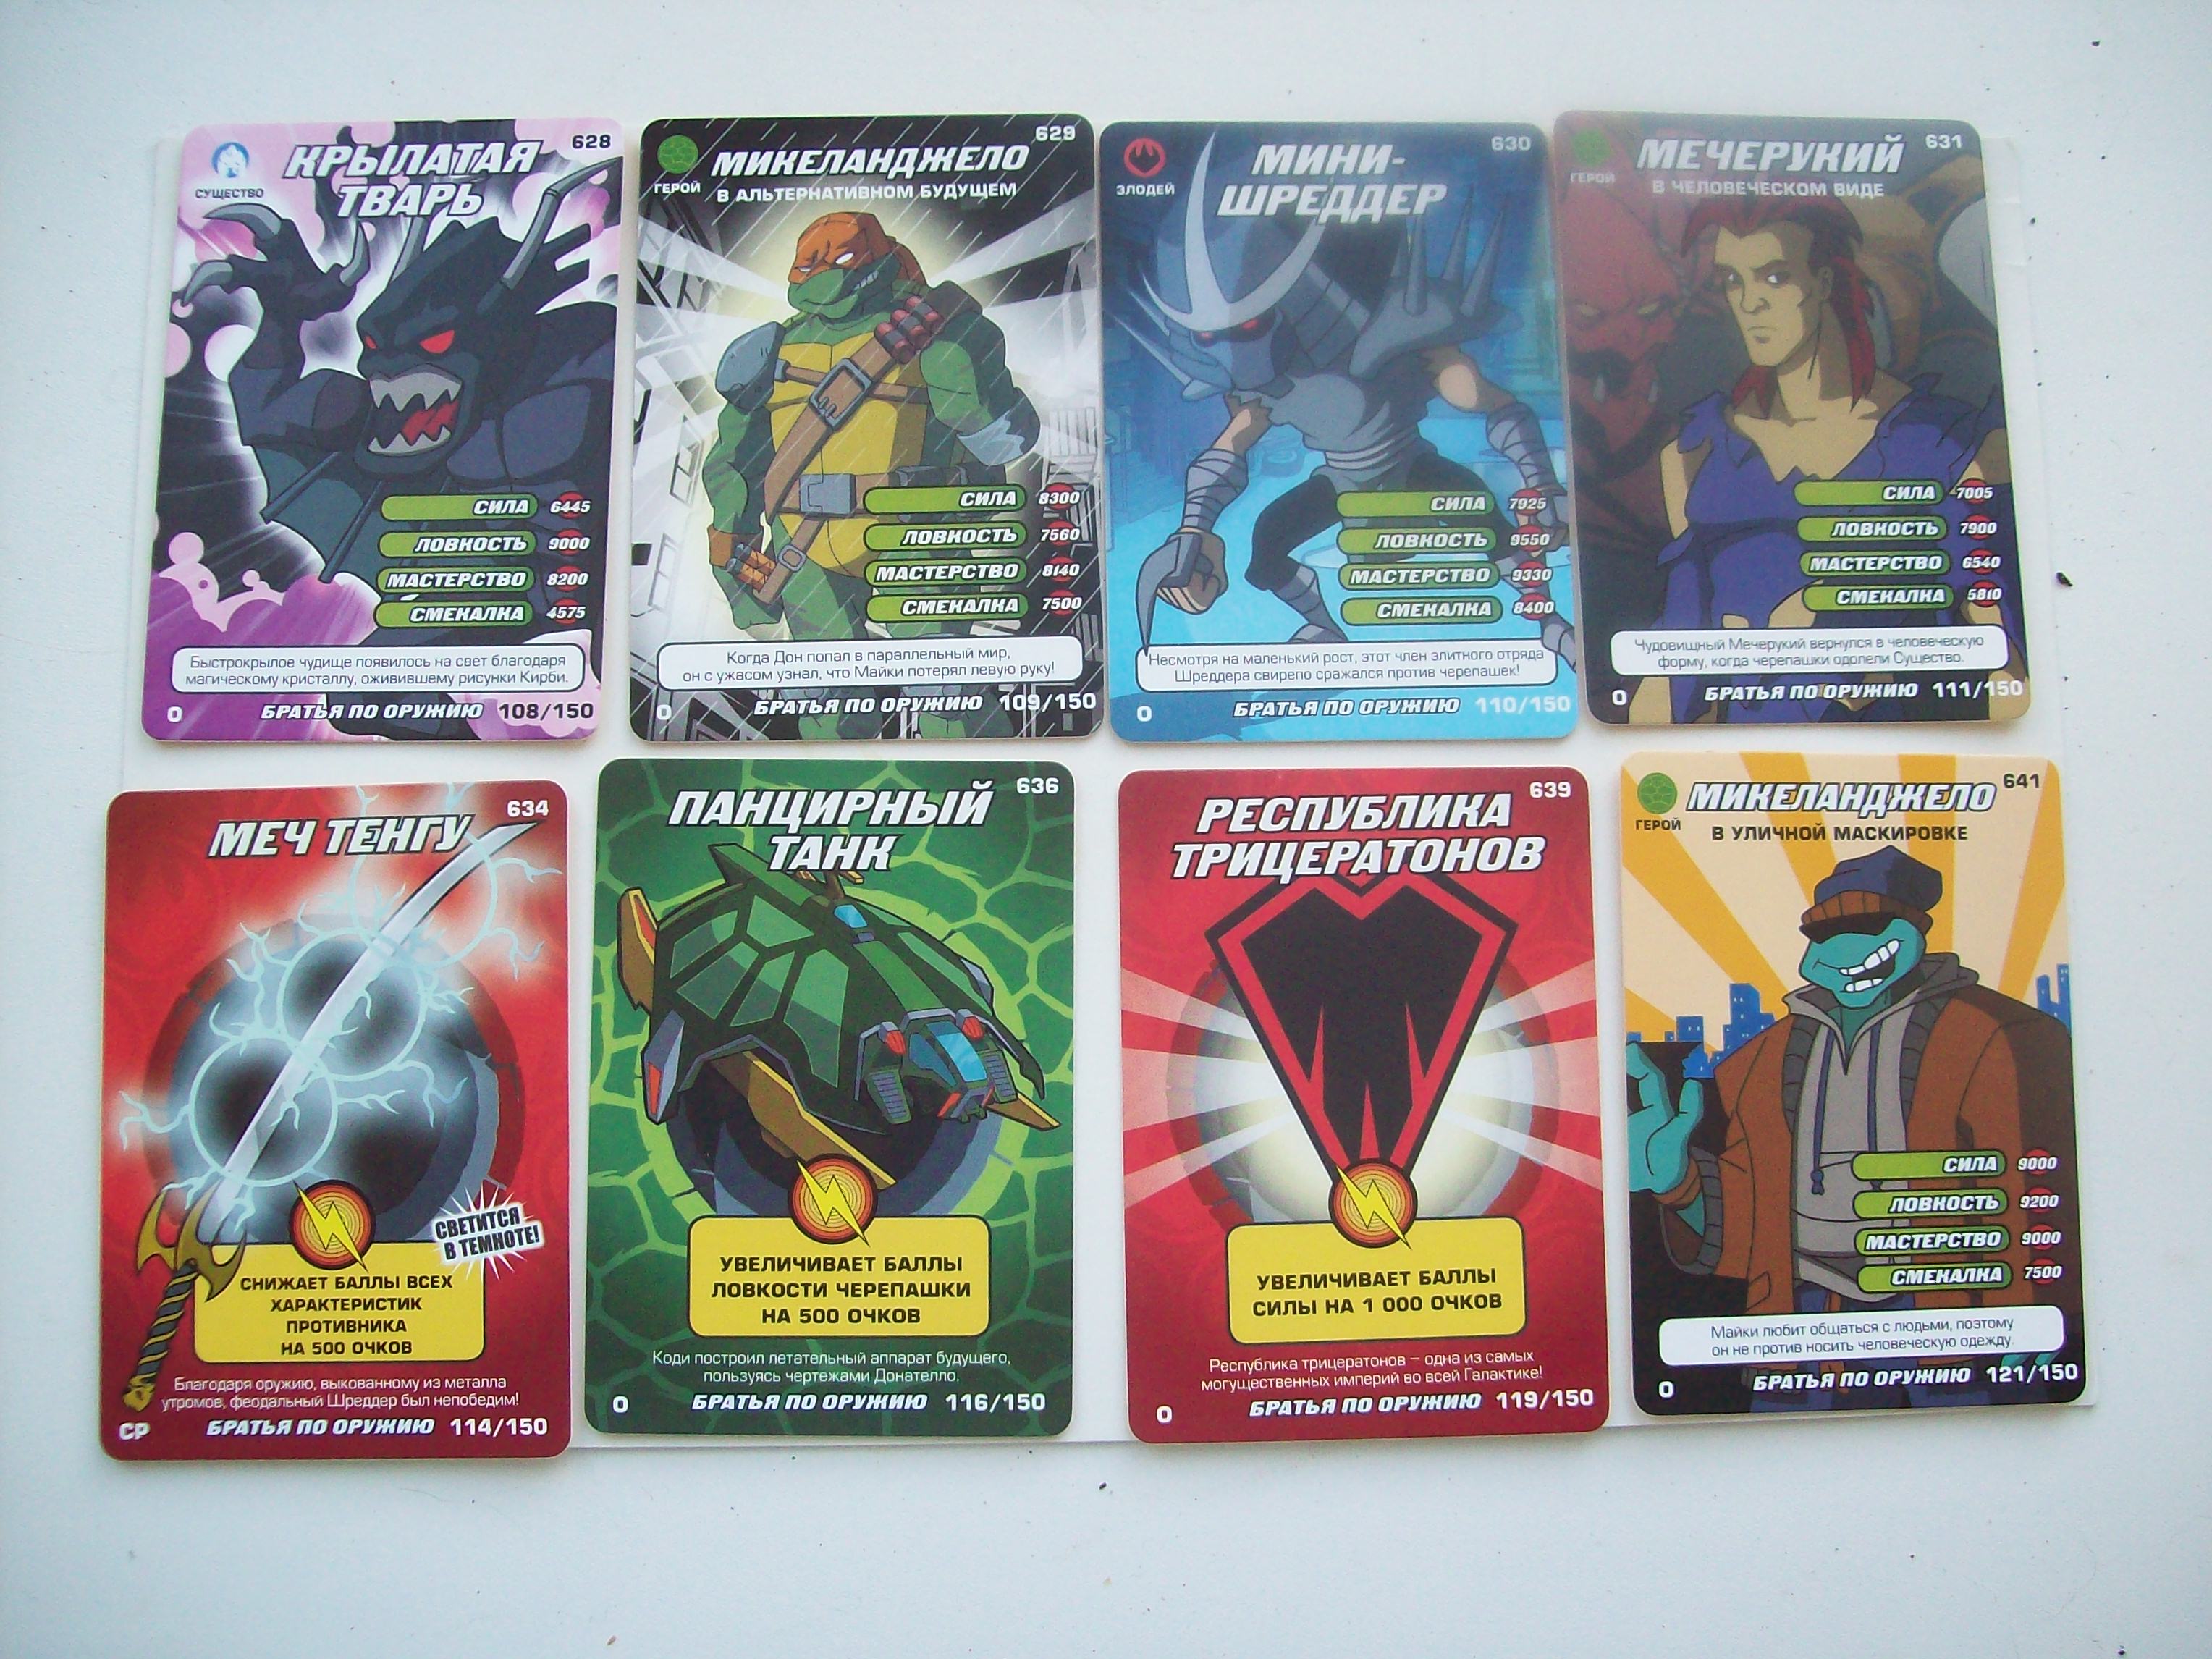 628
СУЩЕСТВО
КРЫЛАТАЯ
ТВАРЬ
СИЛА 6445
ЛОВКОСТЬ 9000
МАСТЕРСТВО 8200
СМЕКАЛКА 4575
Быстрокрылое чудище появилось на свет благодаря
магическому кристаллу, оживившему рисунки Кирби.
О БРАТЬЯ ПО ОРУЖИЮ 108/150
629
ГЕРОЙ
МИКЕЛАНДЖЕЛО
В АЛЬТЕРНАТИВНОМ БУДУЩЕМ
СИЛА 8300
ЛОВКОСТЬ 7560
МАСТЕРСТВО 8140
СМЕКАЛКА 7500
Когда Дон попал в параллельный мир,
он с ужасом узнал, что Майки потерял левую руку!
О БРАТЬЯ ПО ОРУЖИЮ 109/150
630
ЗЛОДЕЙ
МИНИ-
ШРЕДДЕР
СИЛА 7925
ЛОВКОСТЬ 9550
МАСТЕРСТВО 9330
СМЕКАЛКА 8400
Несмотря на маленький рост, этот член элитного отряда
Шреддера свирепо сражался против черепашек!
О БРАТЬЯ ПО ОРУЖИЮ 110/150
631
ГЕРОЙ
МЕЧЕРУКИЙ
В ЧЕЛОВЕЧЕСКОМ ВИДЕ
СИЛА 7005
ЛОВКОСТЬ 7900
МАСТЕРСТВО 6540
СМЕКАЛКА 5810
Чудовищный Мечерукий вернулся в человеческую
форму, когда черепашки одолели Существо.
О БРАТЬЯ ПО ОРУЖИЮ 111/150
634
МЕЧ ТЕНГУ
СВЕТИТСЯ
В ТЕМНОТЕ!
СНИЖАЕТ БАЛЛЫ ВСЕХ
ХАРАКТЕРИСТИК
ПРОТИВНИКА
НА 500 ОЧКОВ
Благодаря оружию, выкованному из металла
утромов, феодальный Шреддер был непобедим!
СР БРАТЬЯ ПО ОРУЖИЮ 114/150
636
ПАНЦИРНЫЙ
ТАНК
УВЕЛИЧИВАЕТ БАЛЛЫ
ЛОВКОСТИ ЧЕРЕПАШКИ
НА 500 ОЧКОВ
Коди построил летательный аппарат будущего,
пользуясь чертежами Донателло.
О БРАТЬЯ ПО ОРУЖИЮ 116/150
639
РЕСПУБЛИКА
ТРИЦЕРАТОНОВ
УВЕЛИЧИВАЕТ БАЛЛЫ
СИЛЫ НА 1 000 ОЧКОВ
Республика трицератонов – одна из самых
могущественных империй во всей Галактике!
О БРАТЬЯ ПО ОРУЖИЮ 119/150
641
ГЕРОЙ
МИКЕЛАНДЖЕЛО
В УЛИЧНОЙ МАСКИРОВКЕ
СИЛА 9000
ЛОВКОСТЬ 9200
МАСТЕРСТВО 9000
СМЕКАЛКА 7500
Майки любит общаться с людьми, поэтому
он не против носить человеческую одежду.
О БРАТЬЯ ПО ОРУЖИЮ 121/150